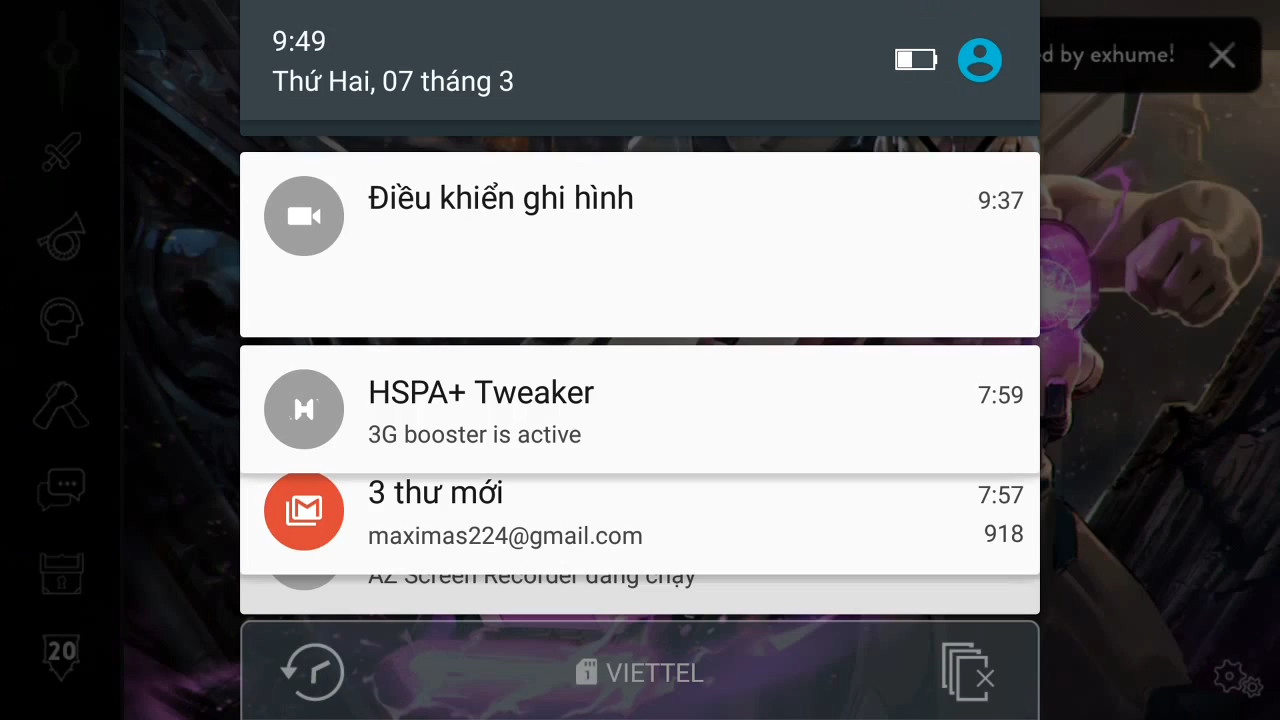 9:49
Thứ Hai, 07 tháng 3
d by exhume!
Điều khiển ghi hình
9:37
HSPA+ Tweaker
7:59
3G booster is active
3 thư mới
7:57
maximas224@gmail.com
918
AZ Screen Recorder đang chạy
20
1 VIETTEL